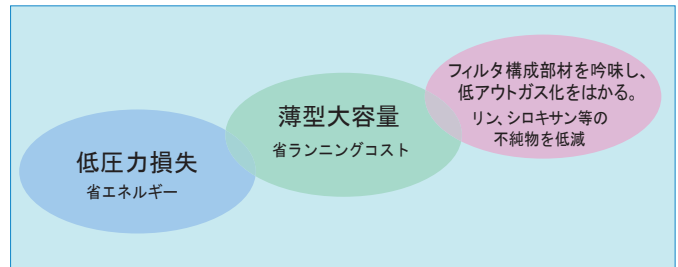 低圧力損失
省エネルギー
薄型大容量
省ランニングコスト
フィルタ構成部材を吟味し、
低アウトガス化をはかる。
リン、シロキサン等の
不純物を低減